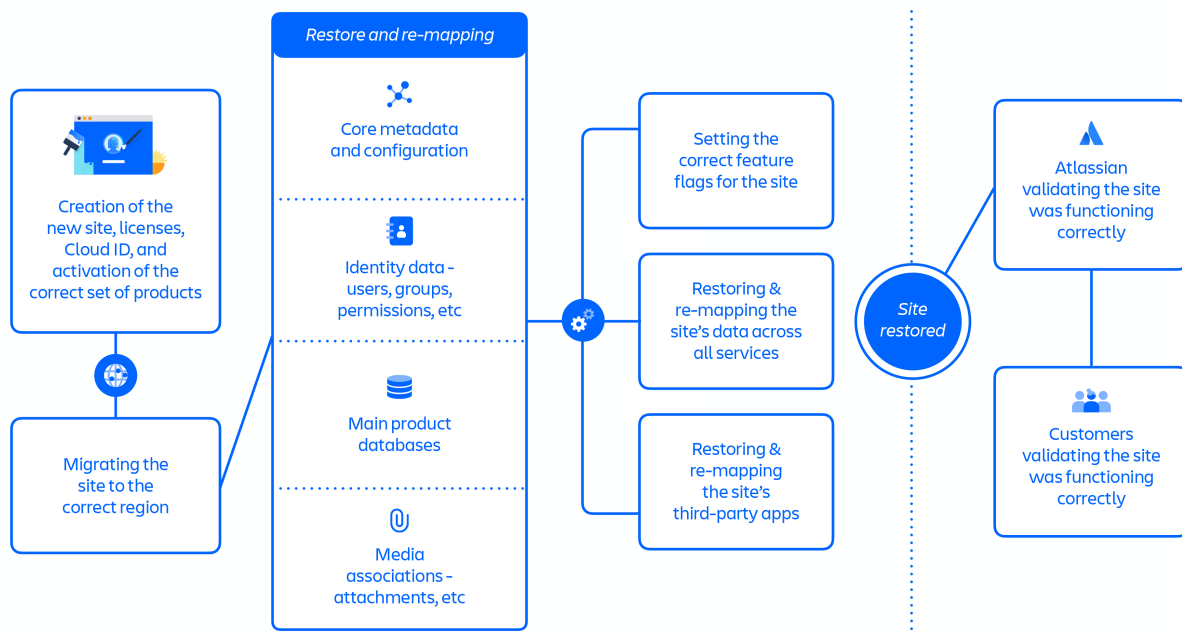 Creation of the
new site, licenses,
Cloud ID, and
activation of the
correct set of products
Migrating the
site to the
correct region
Restore and re-mapping
Core metadata
and configuration
Identity data -
users, groups,
permissions, etc
Main product
databases
Media
associations -
attachments, etc
Setting the
correct feature
flags for the site
Restoring &
re-mapping the
site's data across
all services
Restoring &
re-mapping
the site's
third-party apps
Site
restored
Atlassian
validating the site
was functioning
correctly
Customers
validating the site
was functioning
correctly